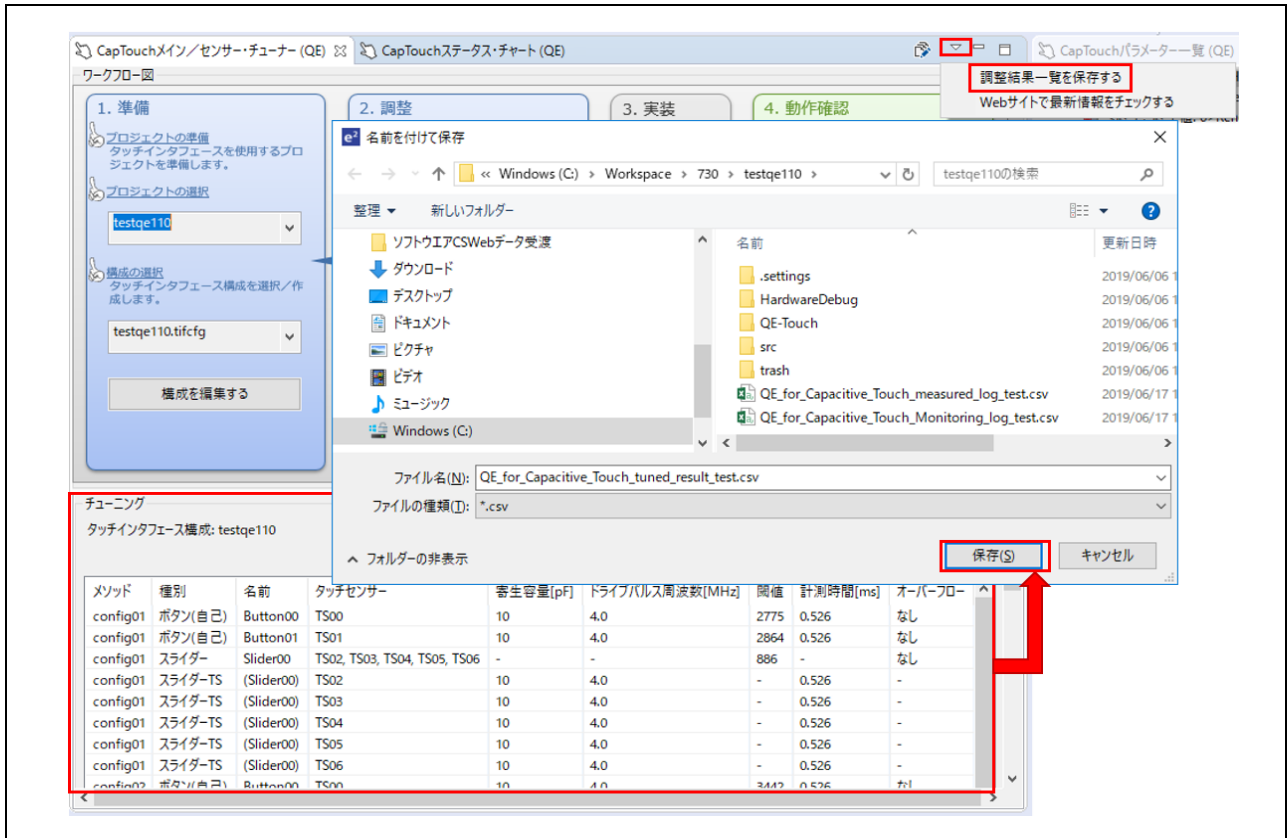 CapTouchメイン／センサー・チューナー (QE)
CapTouchステータス・チャート (QE)
CapTouchパラメーター一覧 (QE)
調整結果一覧を保存する
Webサイトで最新情報をチェックする
ワークフロー図
1. 準備
2. 調整
3. 実装
4. 動作確認
プロジェクトの準備
タッチインタフェースを使用するプロ
ジェクトを準備します。
プロジェクトの選択
testqe110
構成の選択
タッチインタフェース構成を選択／作
成します。
testqe110.tifcfg
構成を編集する
e² 名前を付けて保存
« Windows (C:) › Workspace › 730 › testqe110 ›
testqe110の検索
整理
新しいフォルダー
ソフトウエアCSWebデータ受渡
ダウンロード
デスクトップ
ドキュメント
ピクチャ
ビデオ
ミュージック
Windows (C:)
名前 更新日時
.settings 2019/06/06 1
HardwareDebug 2019/06/06 1
QE-Touch 2019/06/06 1
src 2019/06/06 1
trash 2019/06/06 1
QE_for_Capacitive_Touch_measured_log_test.csv 2019/06/17 1
QE_for_Capacitive_Touch_Monitoring_log_test.csv 2019/06/17 1
ファイル名(N): QE_for_Capacitive_Touch_tuned_result_test.csv
ファイルの種類(T): *.csv
フォルダーの非表示
保存(S)
キャンセル
チューニング
タッチインタフェース構成: testqe110
メソッド 種別 名前 タッチセンサー 寄生容量[pF] ドライブパルス周波数[MHz] 閾値 計測時間[ms] オーバーフロー
config01 ボタン(自己) Button00 TS00 10 4.0 2775 0.526 なし
config01 ボタン(自己) Button01 TS01 10 4.0 2864 0.526 なし
config01 スライダー Slider00 TS02, TS03, TS04, TS05, TS06 - - 886 - なし
config01 スライダーTS (Slider00) TS02 10 4.0 - 0.526 -
config01 スライダーTS (Slider00) TS03 10 4.0 - 0.526 -
config01 スライダーTS (Slider00) TS04 10 4.0 - 0.526 -
config01 スライダーTS (Slider00) TS05 10 4.0 - 0.526 -
config01 スライダーTS (Slider00) TS06 10 4.0 - 0.526 -
config02 ボタン(自己) Button00 TS00 10 4.0 3442 0.526 なし